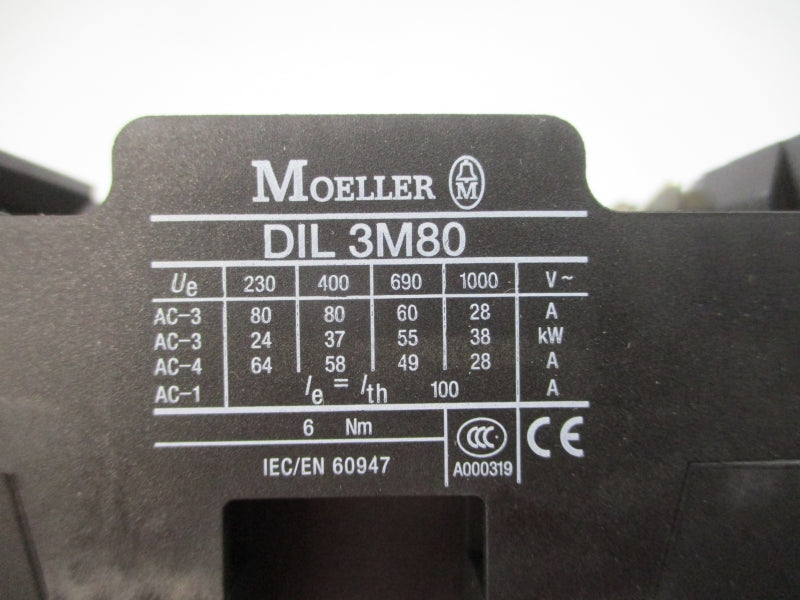 MOELLER M
DIL 3M80
Ue 230 400 690 1000 V~
AC-3 80 80 60 28 A
AC-3 24 37 55 38 kW
AC-4 64 58 49 28 A
AC-1 Ie = Ith 100 A
6 Nm
CCC CE
IEC/EN 60947 A000319